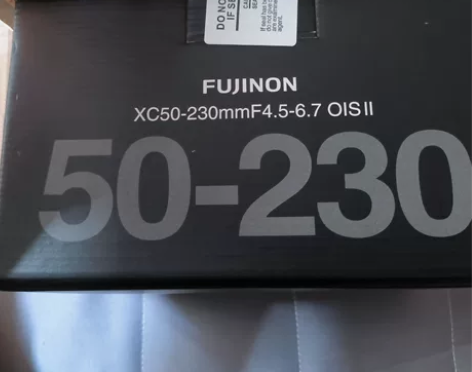 DO NO
IF SE
FUJINON
XC50-230mmF4.5-6.7 OIS II
50-230